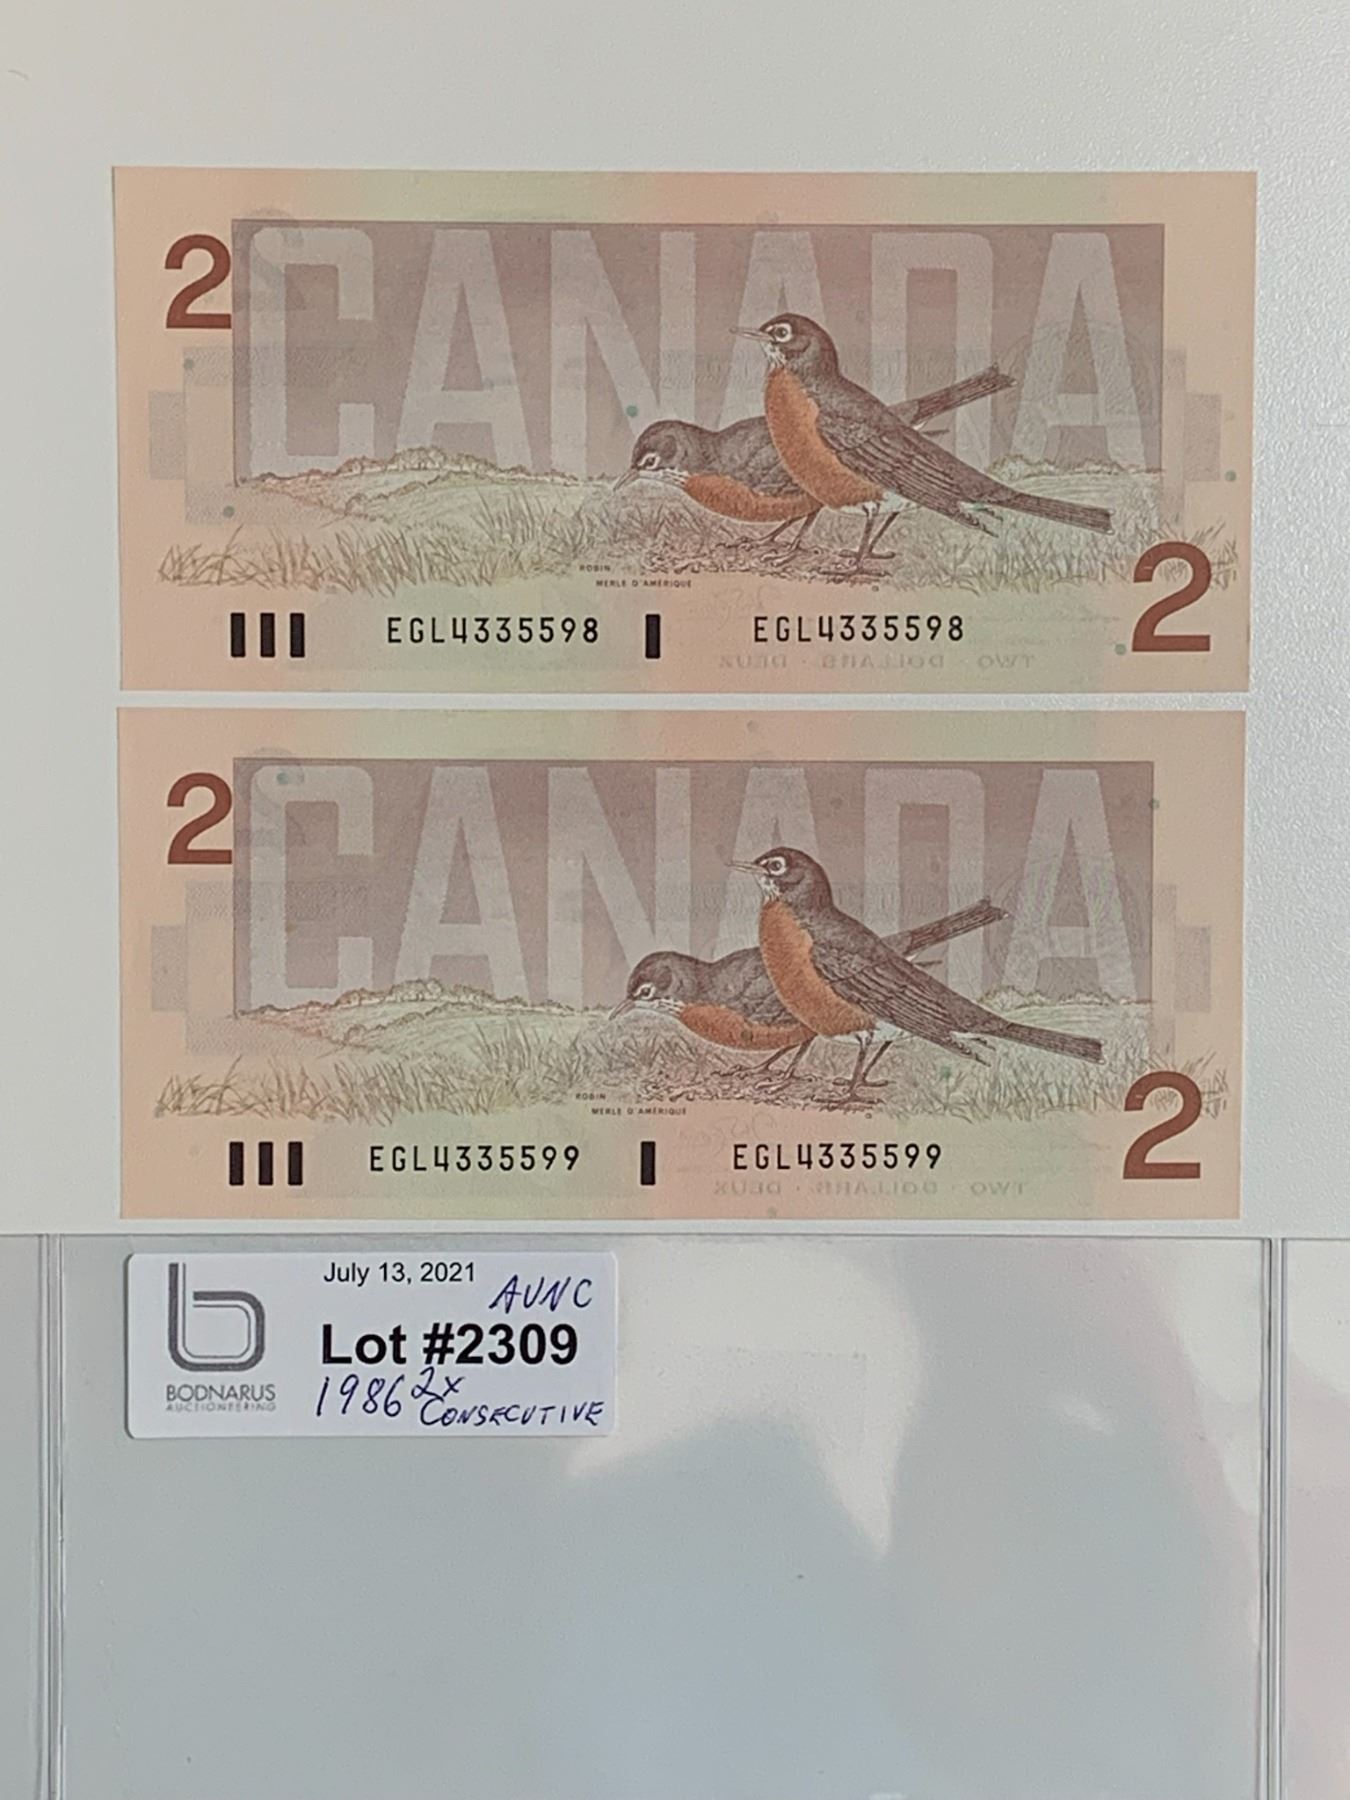 2
CANADA
ROBIN
MERLE D'AMÉRIQUE
EGL4335598 EGL4335598
2
TWO · DOLLARS · DEUX
2
CANADA
ROBIN
MERLE D'AMÉRIQUE
EGL4335599 EGL4335599
2
TWO · DOLLARS · DEUX
July 13, 2021
AUNC
Lot #2309
1986 2x
CONSECUTIVE
b
BODNARUS
AUCTIONEERING